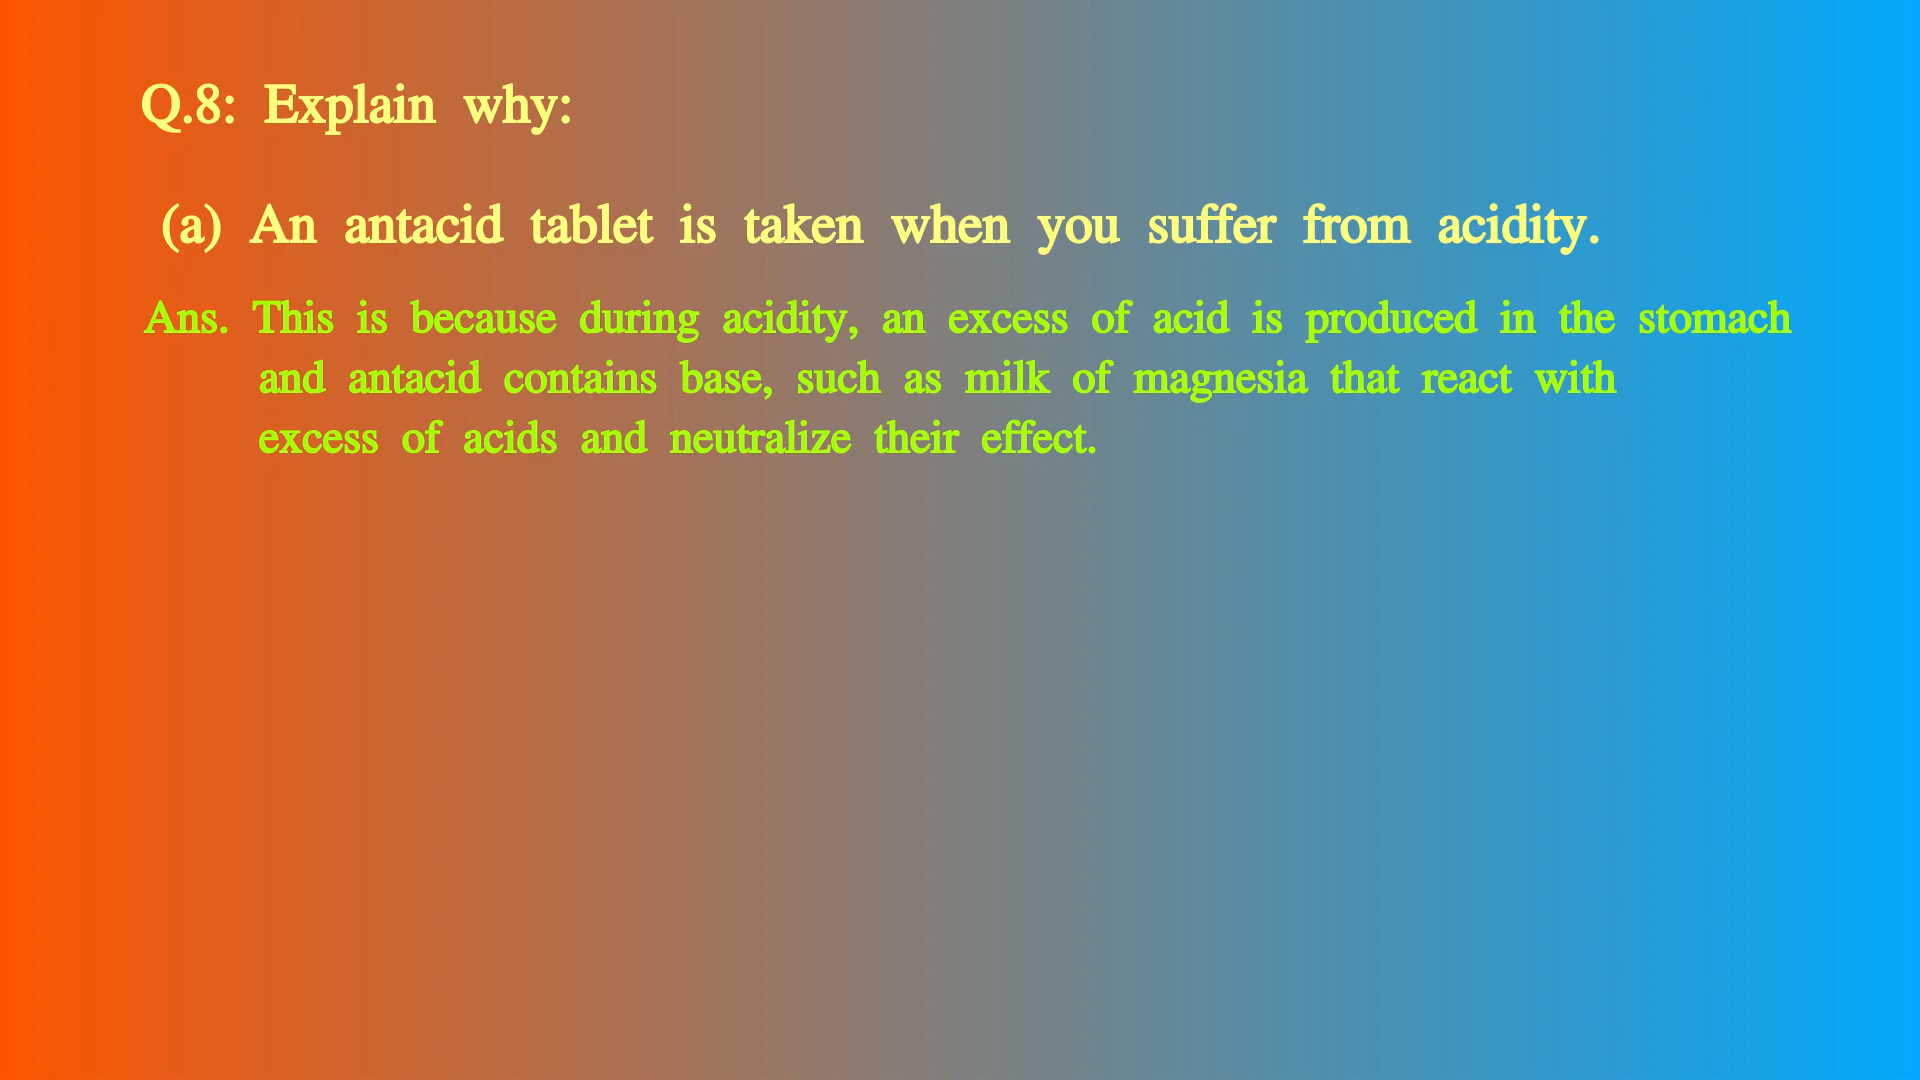 Q.8: Explain why:
(a) An antacid tablet is taken when you suffer from acidity.
Ans. This is because during acidity, an excess of acid is produced in the stomach
and antacid contains base, such as milk of magnesia that react with
excess of acids and neutralize their effect.